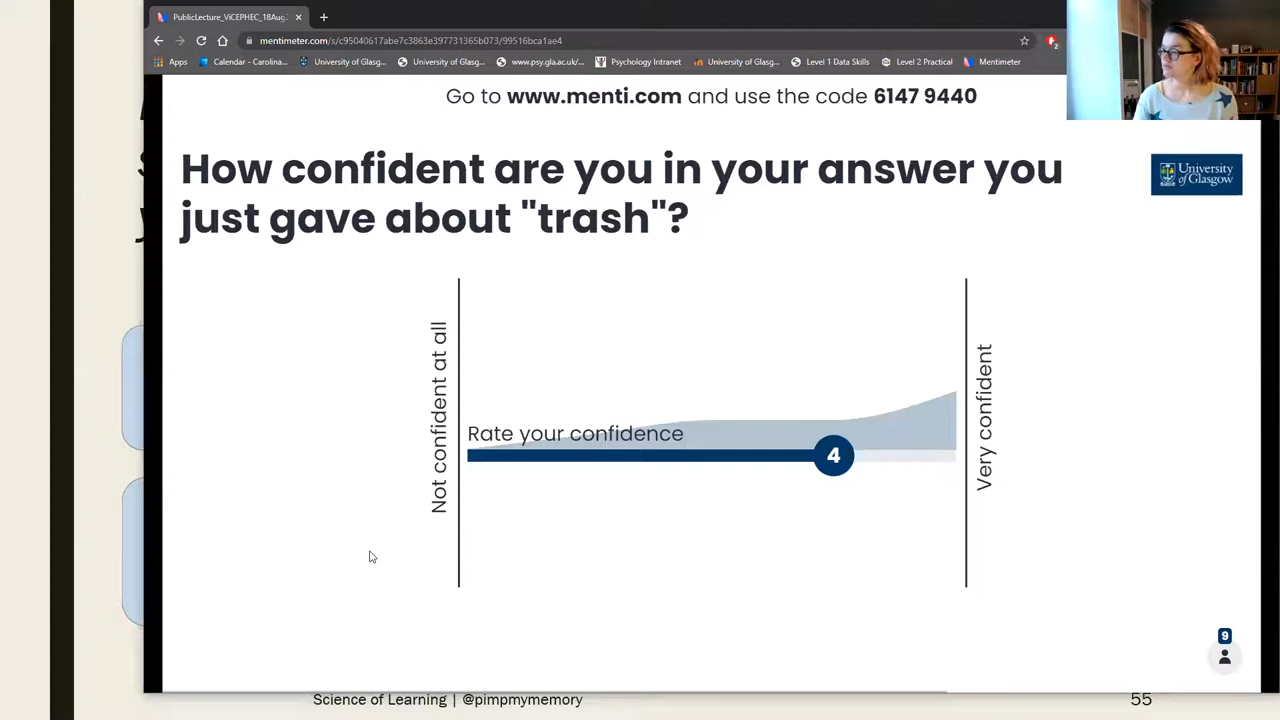 PublicLecture_ViCEPHEC_18Aug
mentimeter.com/s/c95040617abe7c3863e397731365b073/99516bca1ae4
2
Apps
Calendar - Carolina...
University of Glasg...
University of Glasg...
www.psy.gla.ac.uk/...
Psychology Intranet
University of Glasg...
Level 1 Data Skills
Level 2 Practical
Mentimeter
Go to www.menti.com and use the code 6147 9440
How confident are you in your answer you
just gave about "trash"?
University
of Glasgow
Not confident at all
Rate your confidence
4
Very confident
9
Science of Learning | @pimpmymemory
55